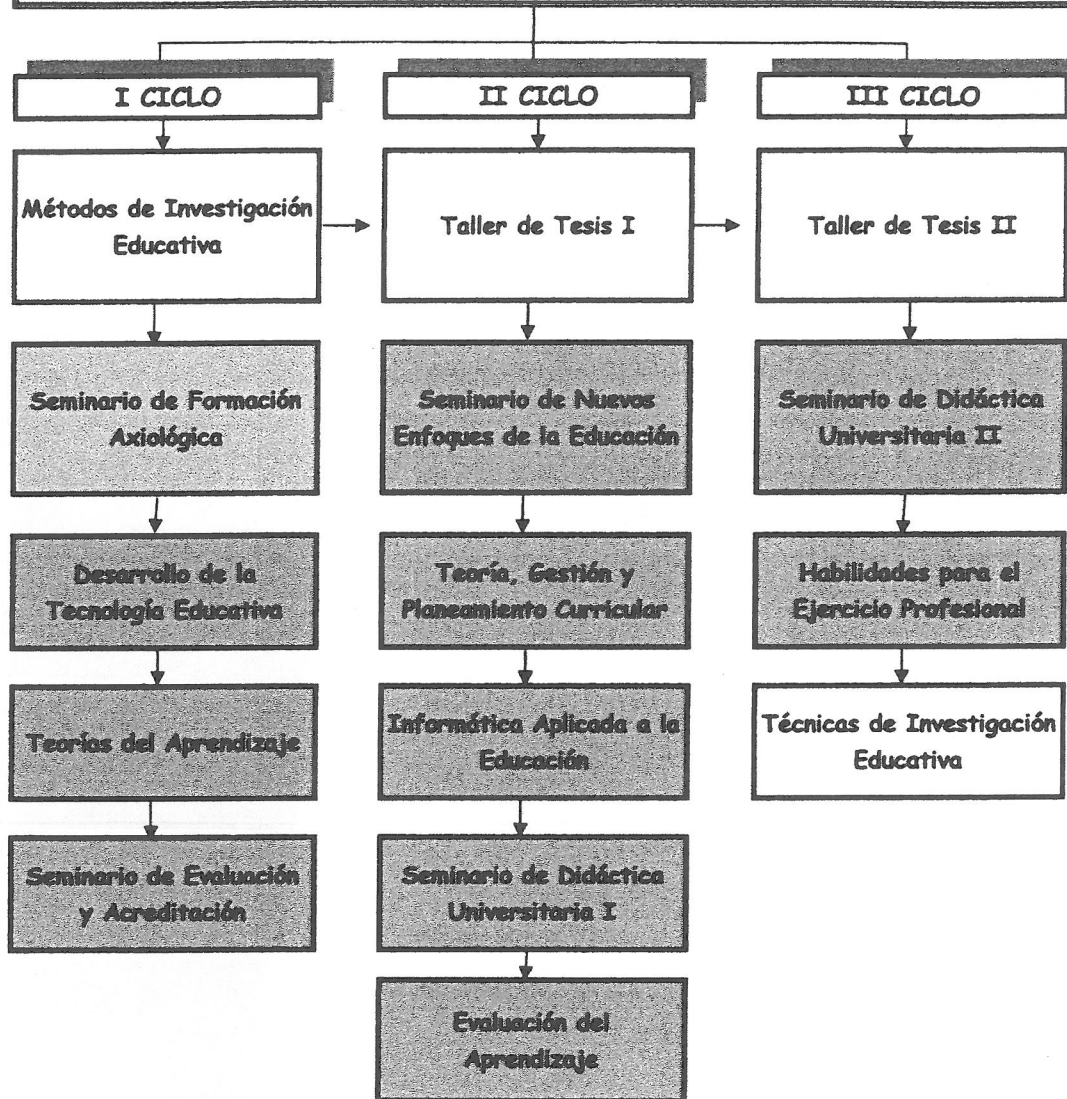 I CICLO
II CICLO
III CICLO
Métodos de Investigación
Educativa
Taller de Tesis I
Taller de Tesis II
Seminario de Formación
Axiológica
Seminario de Nuevos
Enfoques de la Educación
Seminario de Didáctica
Universitaria II
Desarrollo de la
Tecnología Educativa
Teoría, Gestión y
Planeamiento Curricular
Habilidades para el
Ejercicio Profesional
Teorías del Aprendizaje
Informática Aplicada a la
Educación
Técnicas de Investigación
Educativa
Seminario de Evaluación
y Acreditación
Seminario de Didáctica
Universitaria I
Evaluación del
Aprendizaje